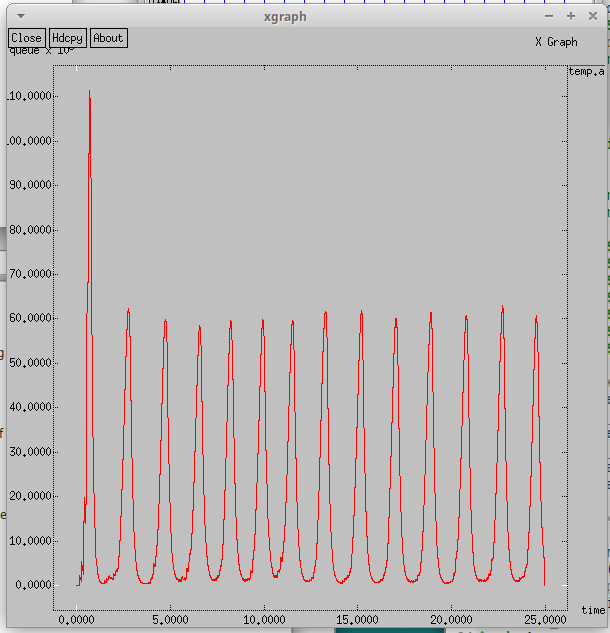 xgraph
Close Hdcpy About
X Graph
queue x 10
temp.a
10.0000
00.0000
90.0000
80.0000
70.0000
60.0000
50.0000
40.0000
30.0000
20.0000
10.0000
0.0000
time
0.0000 5.0000 10.0000 15.0000 20.0000 25.0000